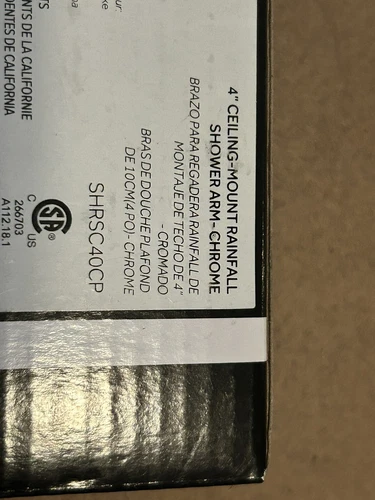 4" CEILING-MOUNT RAINFALL
SHOWER ARM - CHROME
BRAZO PARA REGADERA RAINFALL DE
MONTAJE DE TECHO DE 4"
- CROMADO
BRAS DE DOUCHE PLAFOND
DE 10CM(4 PO), - CHROME
SHRSC40CP
C SA ® US
266703
A112.18.1
NTS DE LA CALIFORNIE
DENTES DE CALIFORNIA